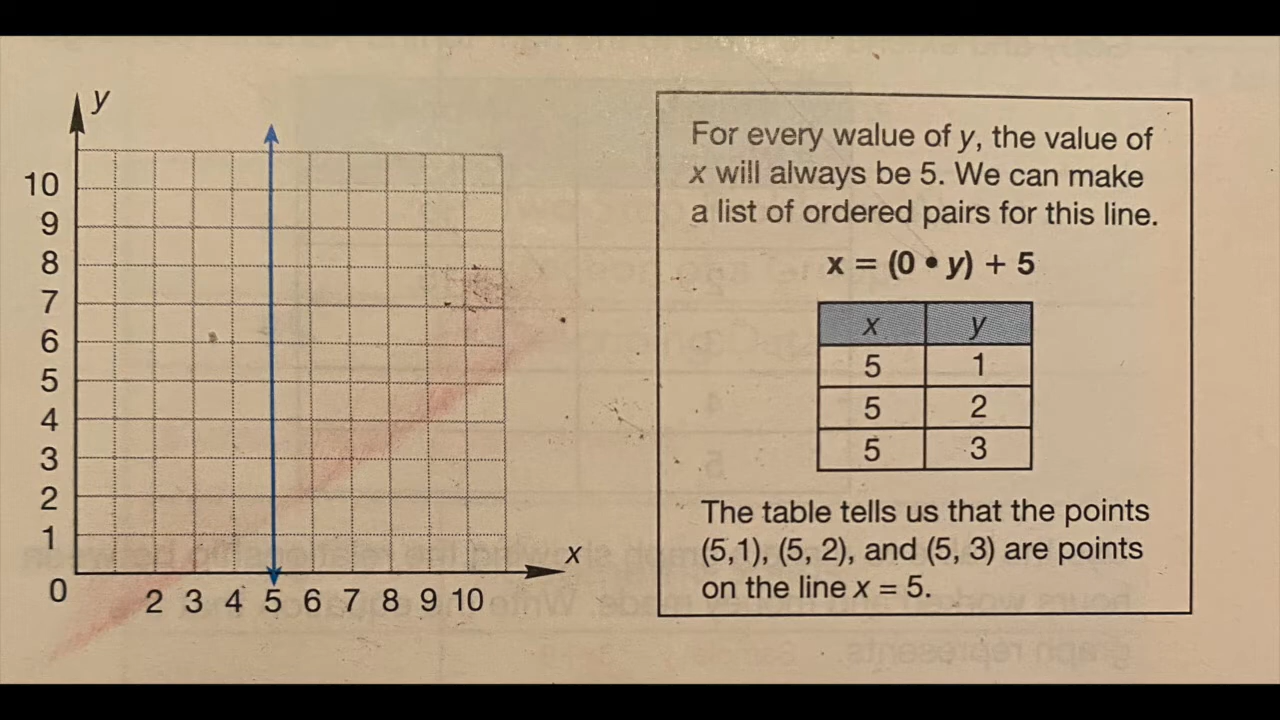 y
10
9
8
7
6
5
4
3
2
1
0
2 3 4 5 6 7 8 9 10
x
For every walue of y, the value of
x will always be 5. We can make
a list of ordered pairs for this line.
x = (0 • y) + 5
x y
5 1
5 2
5 3
The table tells us that the points
(5,1), (5, 2), and (5, 3) are points
on the line x = 5.